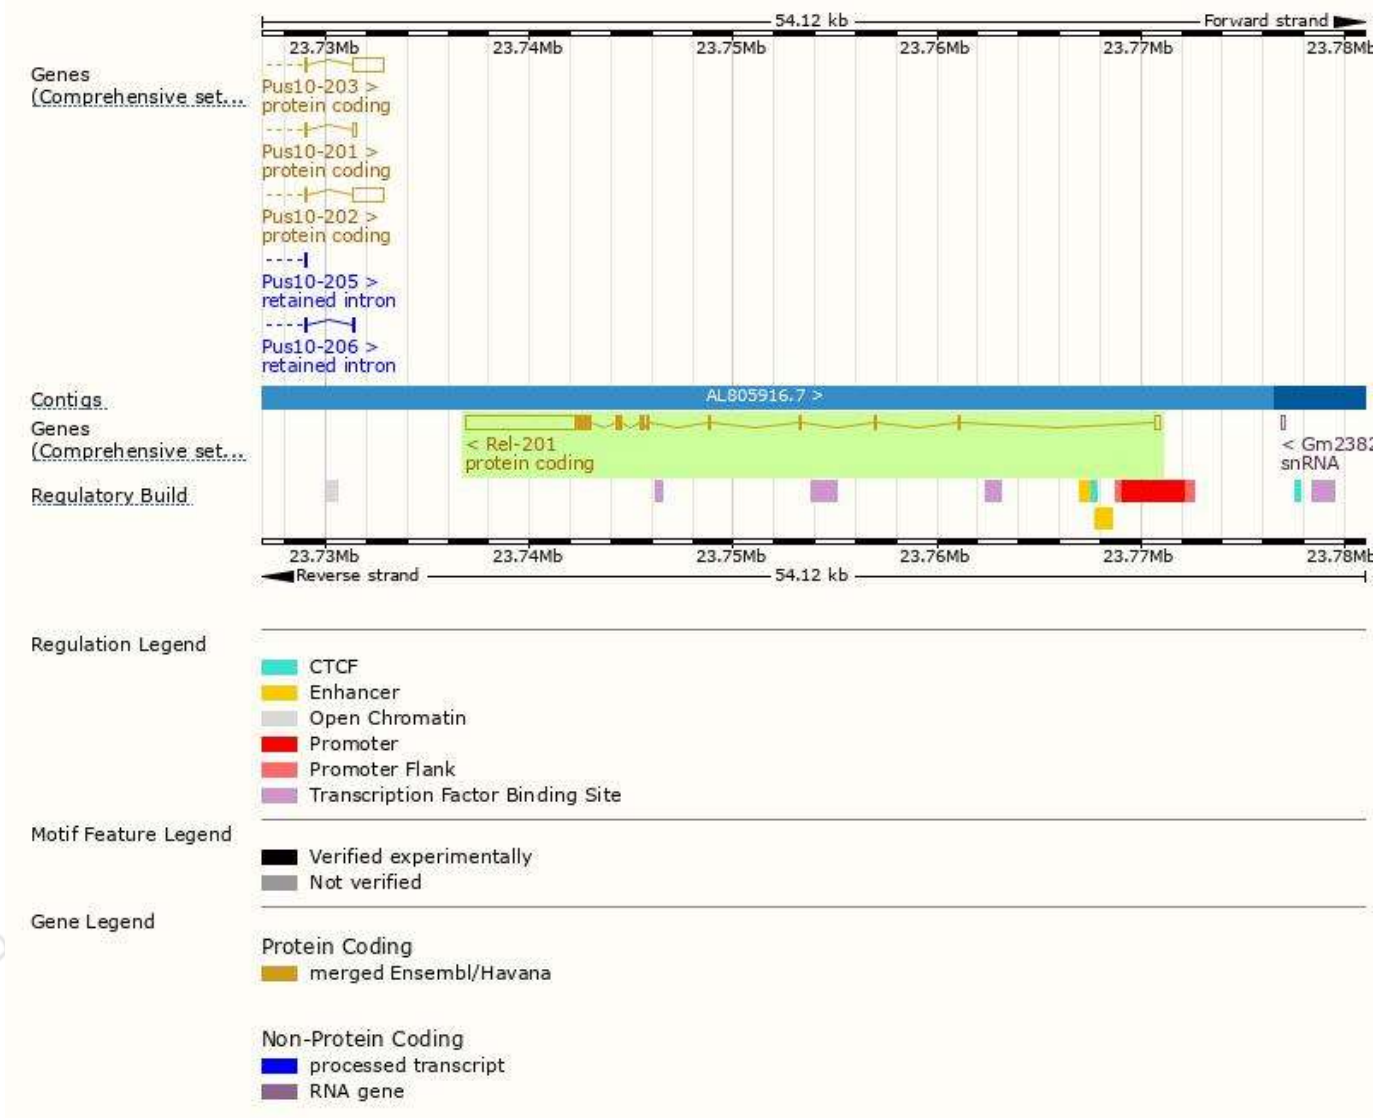 54.12 kb
Forward strand
23.73Mb 23.74Mb 23.75Mb 23.76Mb 23.77Mb 23.78Mb
Genes
(Comprehensive set...
Pus10-203 >
protein coding
Pus10-201 >
protein coding
Pus10-202 >
protein coding
Pus10-205 >
retained intron
Pus10-206 >
retained intron
Contigs
AL805916.7 >
Genes
(Comprehensive set...
< Rel-201
protein coding
< Gm2382
snRNA
Regulatory Build
23.73Mb 23.74Mb 23.75Mb 23.76Mb 23.77Mb 23.78Mb
Reverse strand
54.12 kb
Regulation Legend
CTCF
Enhancer
Open Chromatin
Promoter
Promoter Flank
Transcription Factor Binding Site
Motif Feature Legend
Verified experimentally
Not verified
Gene Legend
Protein Coding
merged Ensembl/Havana
Non-Protein Coding
processed transcript
RNA gene